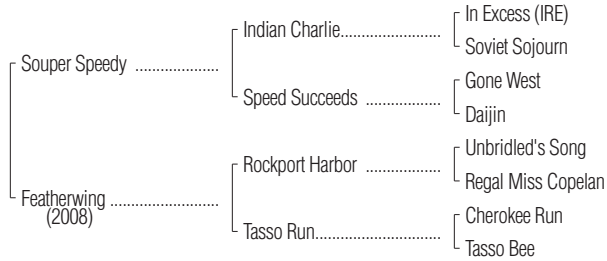 In Excess (IRE)
Indian Charlie.....................
Soviet Sojourn
Souper Speedy .....................
Gone West
Speed Succeeds ...................
Daijin
Unbridled's Song
Rockport Harbor ...................
Regal Miss Copelan
Featherwing ...........................
(2008)
Cherokee Run
Tasso Run................................
Tasso Bee